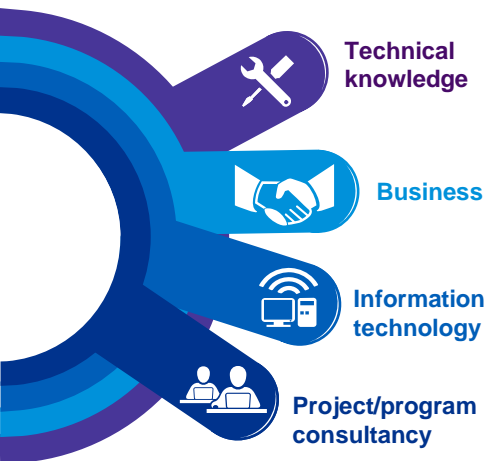 Technical
knowledge
Business
Information
technology
Project/program
consultancy